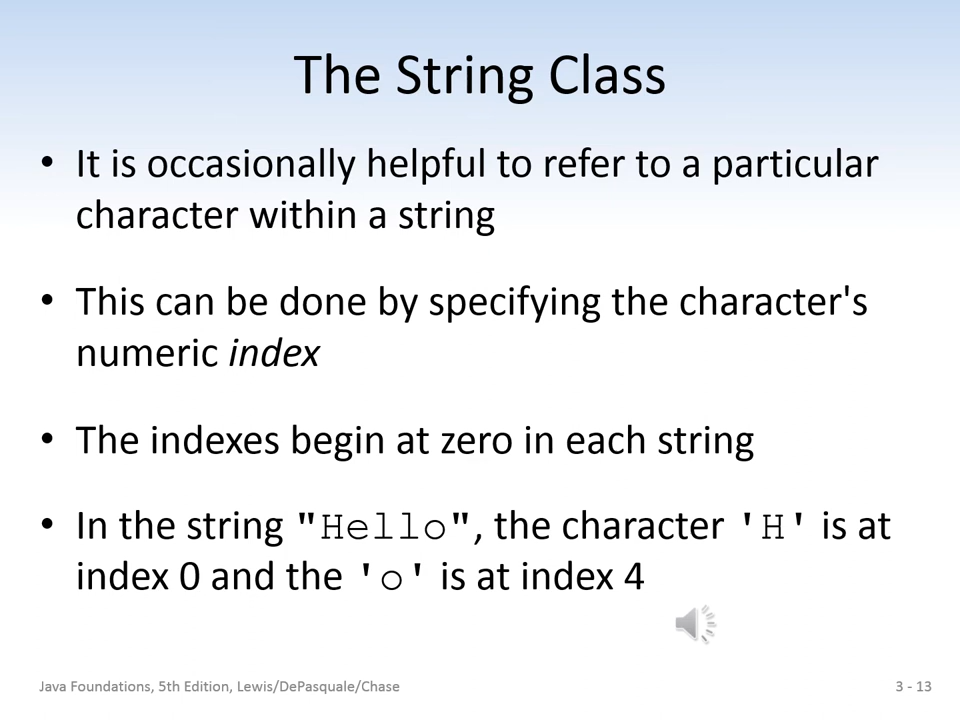 The String Class
• It is occasionally helpful to refer to a particular
character within a string
• This can be done by specifying the character's
numeric index
• The indexes begin at zero in each string
• In the string "Hello", the character 'H' is at
index 0 and the 'o' is at index 4
Java Foundations, 5th Edition, Lewis/DePasquale/Chase
3 - 13